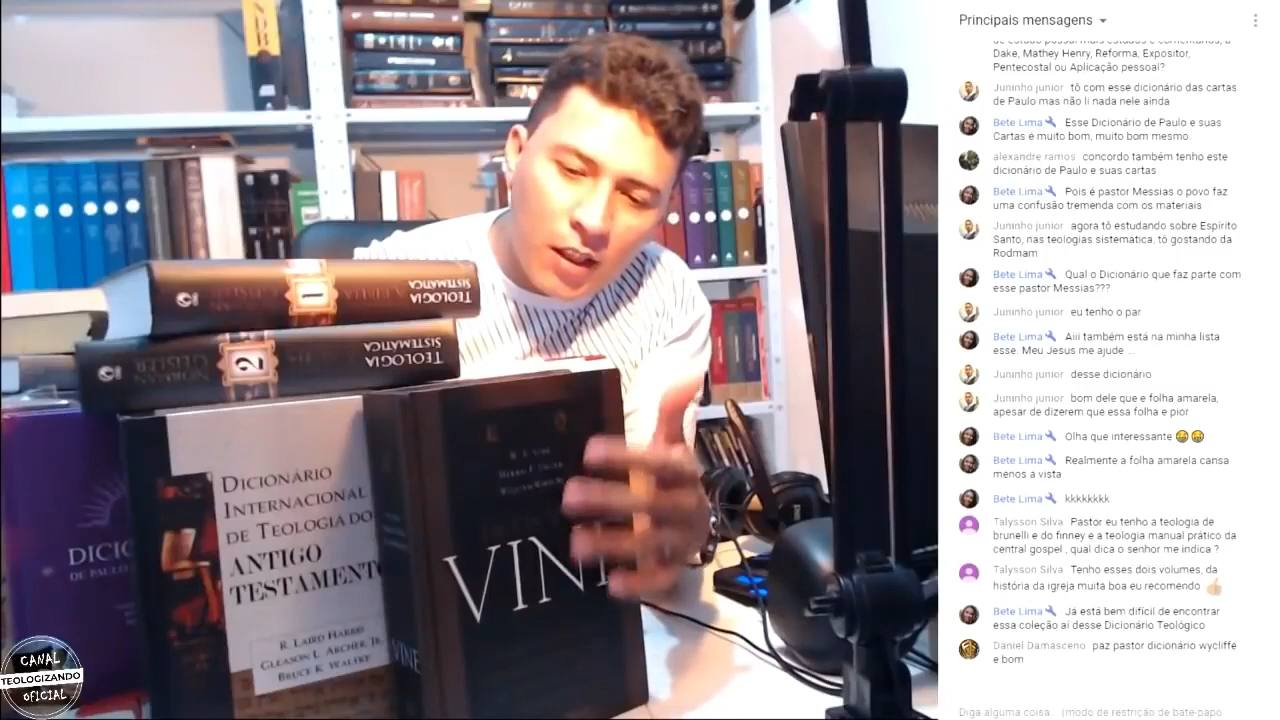 TEOLOGIA
SISTEMÁTICA
1
TEOLOGIA
SISTEMÁTICA
2
NORMAN
GEISLER
DICIO
DE PAULO
DICIONÁRIO
INTERNACIONAL
DE TEOLOGIA DO
ANTIGO
TESTAMENTO
R. LAIRD HARRIS
GLEASON L. ARCHER, JR.
BRUCE K. WALTKE
VINE
VINE
CANAL
TEOLOGIZANDO
OFICIAL
Principais mensagens
Dake, Mathey Henry, Reforma, Expositor,
Pentecostal ou Aplicação pessoal?
Juninho junior tô com esse dicionário das cartas
de Paulo mas não li nada nele ainda
Bete Lima Esse Dicionário de Paulo e suas
Cartas é muito bom, muito bom mesmo.
alexandre ramos concordo também tenho este
dicionário de Paulo e suas cartas
Bete Lima Pois é pastor Messias o povo faz
uma confusão tremenda com os materiais
Juninho junior agora tô estudando sobre Espírito
Santo, nas teologias sistematica. tô gostando da
Rodmam
Bete Lima Qual o Dicionário que faz parte com
esse pastor Messias???
Juninho junior eu tenho o par
Bete Lima Aiii também está na minha lista
esse. Meu Jesus me ajude ...
Juninho junior desse dicionário
Juninho junior bom dele que e folha amarela,
apesar de dizerem que essa folha e pior
Bete Lima Olha que interessante
Bete Lima Realmente a folha amarela cansa
menos a vista
Bete Lima kkkkkkkk
Talysson Silva Pastor eu tenho a teologia de
brunelli e do finney e a teologia manual prático da
central gospel , qual dica o senhor me indica ?
Talysson Silva Tenho esses dois volumes, da
história da igreja muita boa eu recomendo 👍🏻
Bete Lima Já está bem difícil de encontrar
essa coleção aí desse Dicionário Teológico
Daniel Damasceno paz pastor dicionário wycliffe
e bom
Diga alguma coisa... (modo de restrição de bate-papo